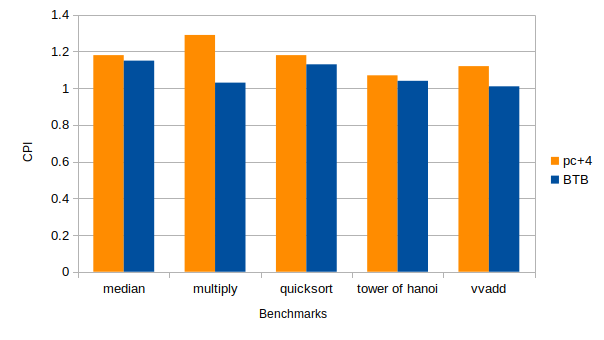 1.4
1.2
1
0.8
0.6
0.4
0.2
0
CPI
median multiply quicksort tower of hanoi vvadd
Benchmarks
pc+4
BTB